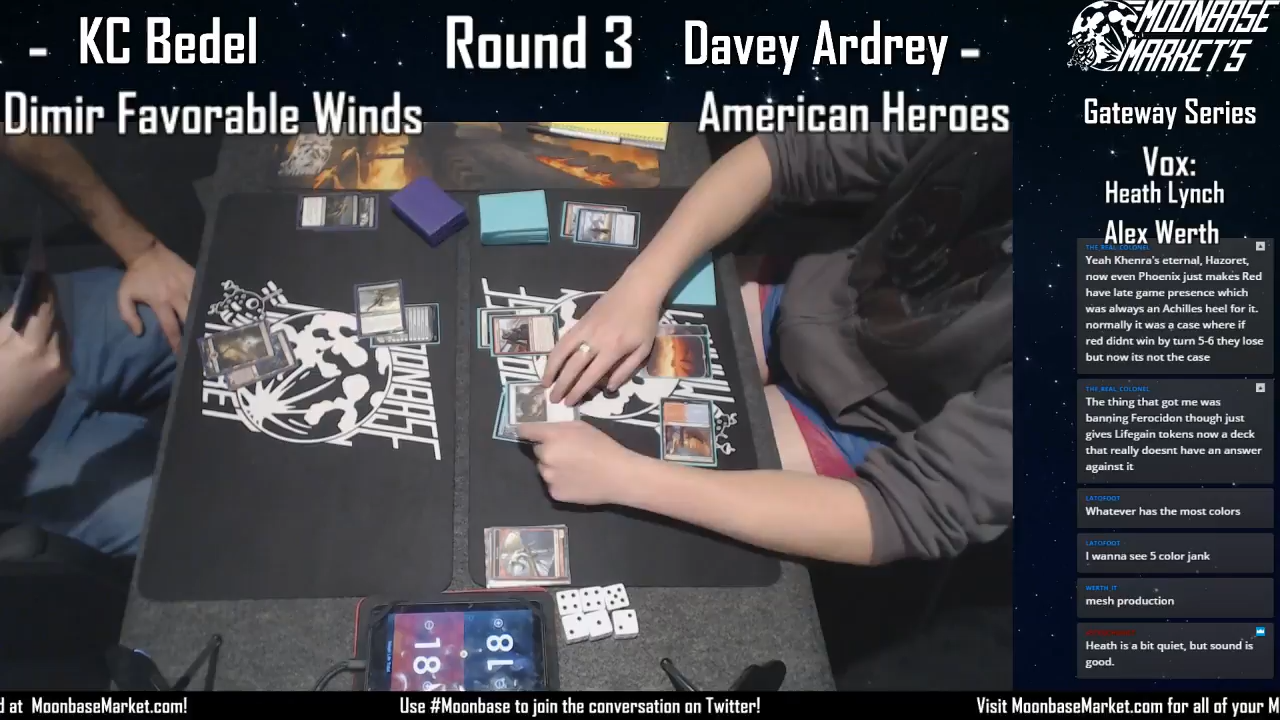 - KC Bedel
Round 3
Davey Ardrey -
Dimir Favorable Winds
American Heroes
MOONBASE
MARKET'S
Gateway Series
Vox:
Heath Lynch
Alex Werth
THE_REAL_COLONEL
Yeah Khenra's eternal, Hazoret,
now even Phoenix just makes Red
have late game presence which
was always an Achilles heel for it.
normally it was a case where if
red didnt win by turn 5-6 they lose
but now its not the case
THE_REAL_COLONEL
The thing that got me was
banning Ferocidon though just
gives Lifegain tokens now a deck
that really doesnt have an answer
against it
LATOFOOT
Whatever has the most colors
LATOFOOT
I wanna see 5 color jank
WERTH_IT
mesh production
Heath is a bit quiet, but sound is
good.
18
18
d at MoonbaseMarket.com!
Use #Moonbase to join the conversation on Twitter!
Visit MoonbaseMarket.com for all of your M